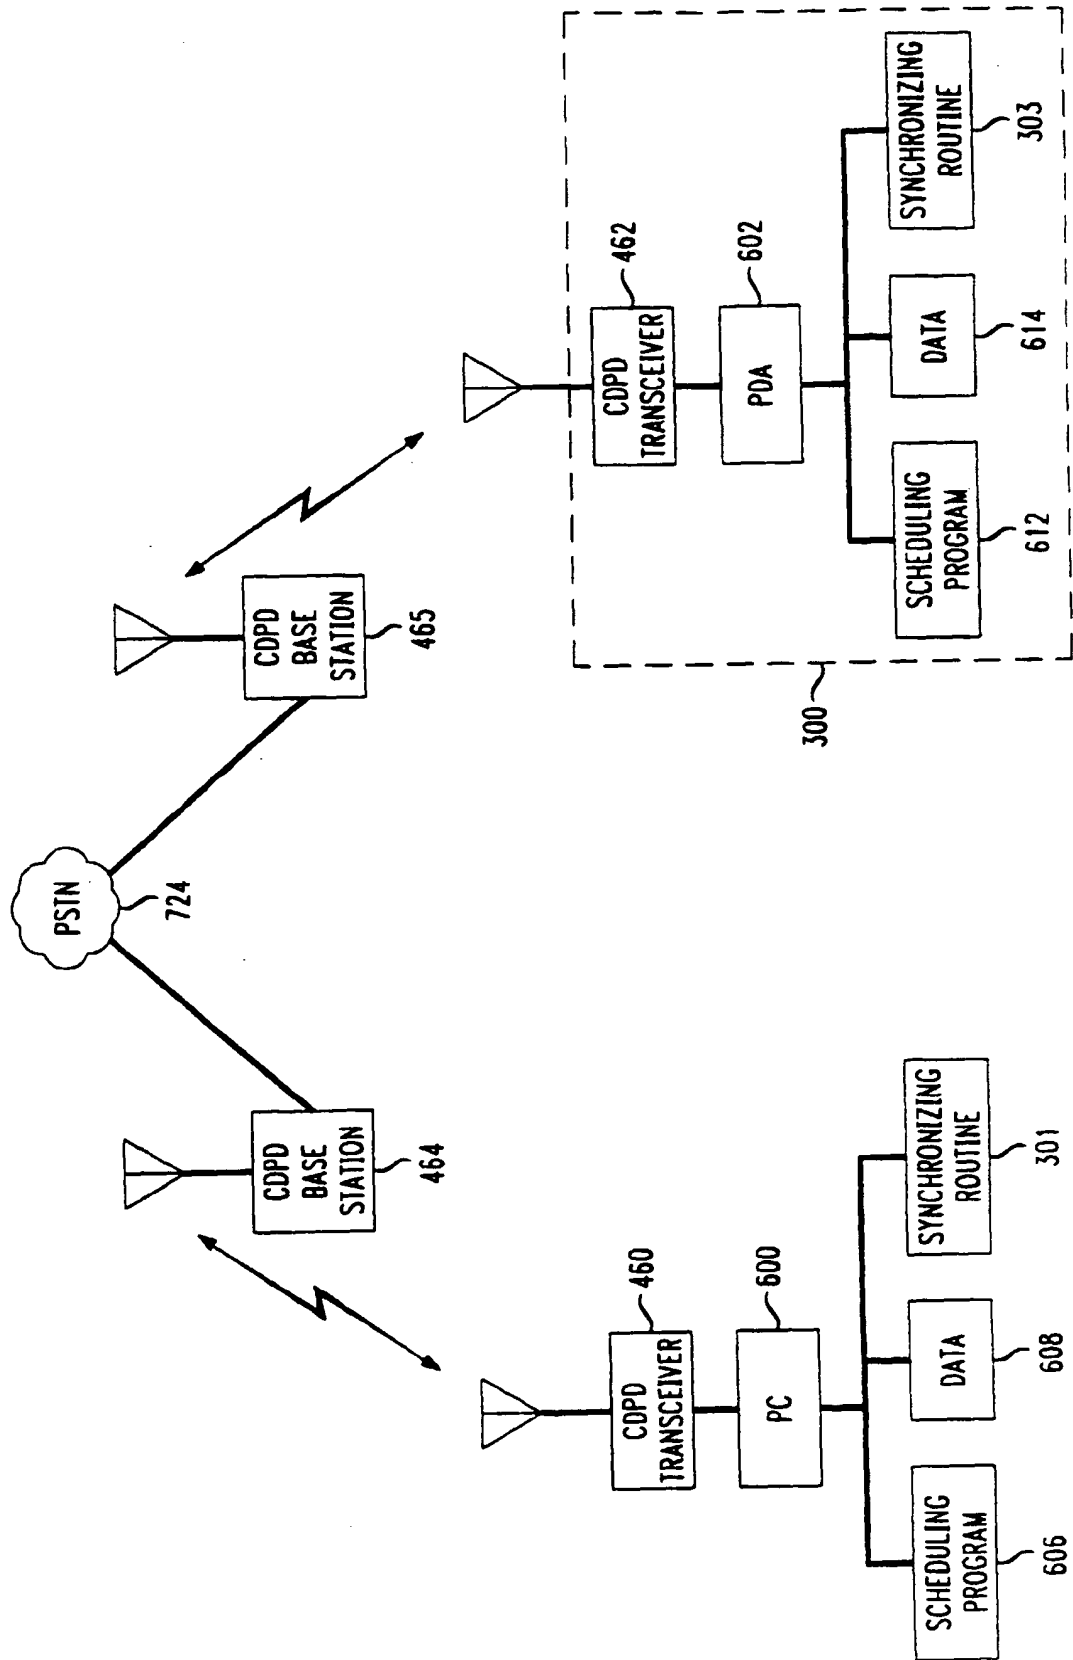 PSTN
724
CDPD
BASE
STATION
464
CDPD
BASE
STATION
465
CDPD
TRANSCEIVER
460
PC
600
SCHEDULING
PROGRAM
606
DATA
608
SYNCHRONIZING
ROUTINE
301
300
CDPD
TRANSCEIVER
462
PDA
602
SCHEDULING
PROGRAM
612
DATA
614
SYNCHRONIZING
ROUTINE
303